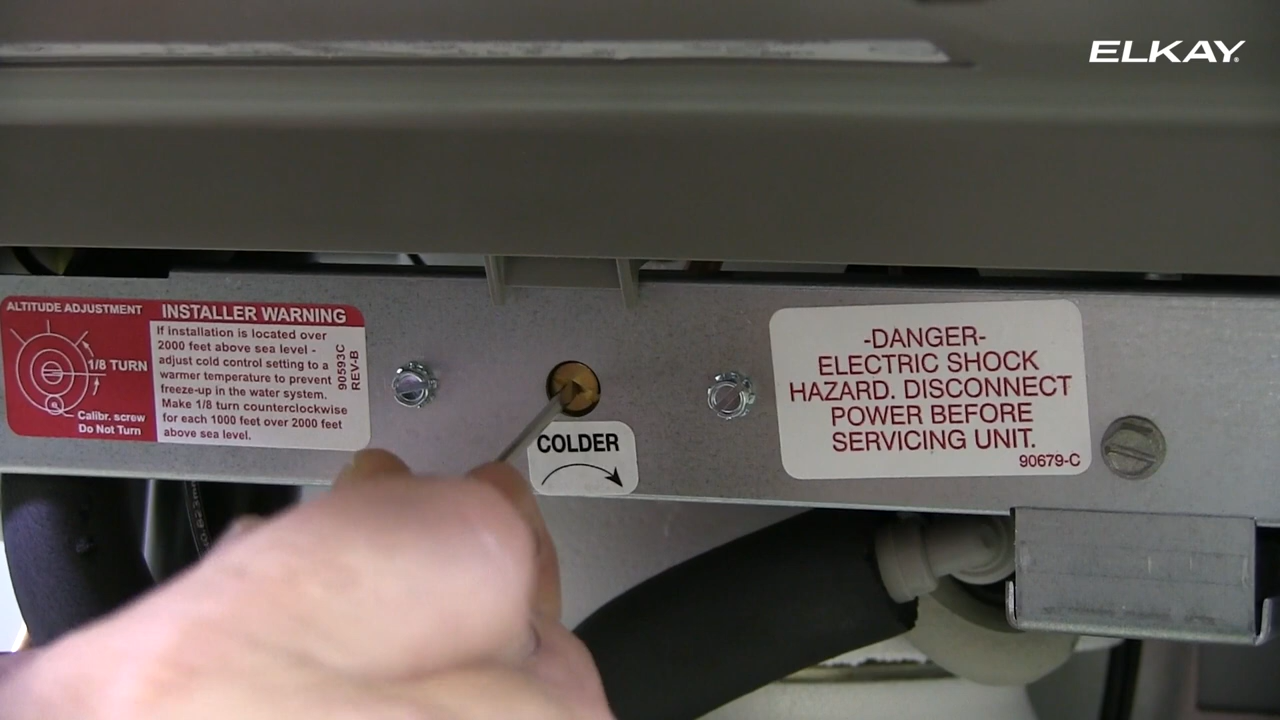 ELKAY
ALTITUDE ADJUSTMENT
1/8 TURN
Calibr. screw
Do Not Turn
INSTALLER WARNING
If installation is located over
2000 feet above sea level -
adjust cold control setting to a
warmer temperature to prevent
freeze-up in the water system.
Make 1/8 turn counterclockwise
for each 1000 feet over 2000 feet
above sea level.
90593C
REV-B
COLDER
-DANGER-
ELECTRIC SHOCK
HAZARD. DISCONNECT
POWER BEFORE
SERVICING UNIT.
90679-C